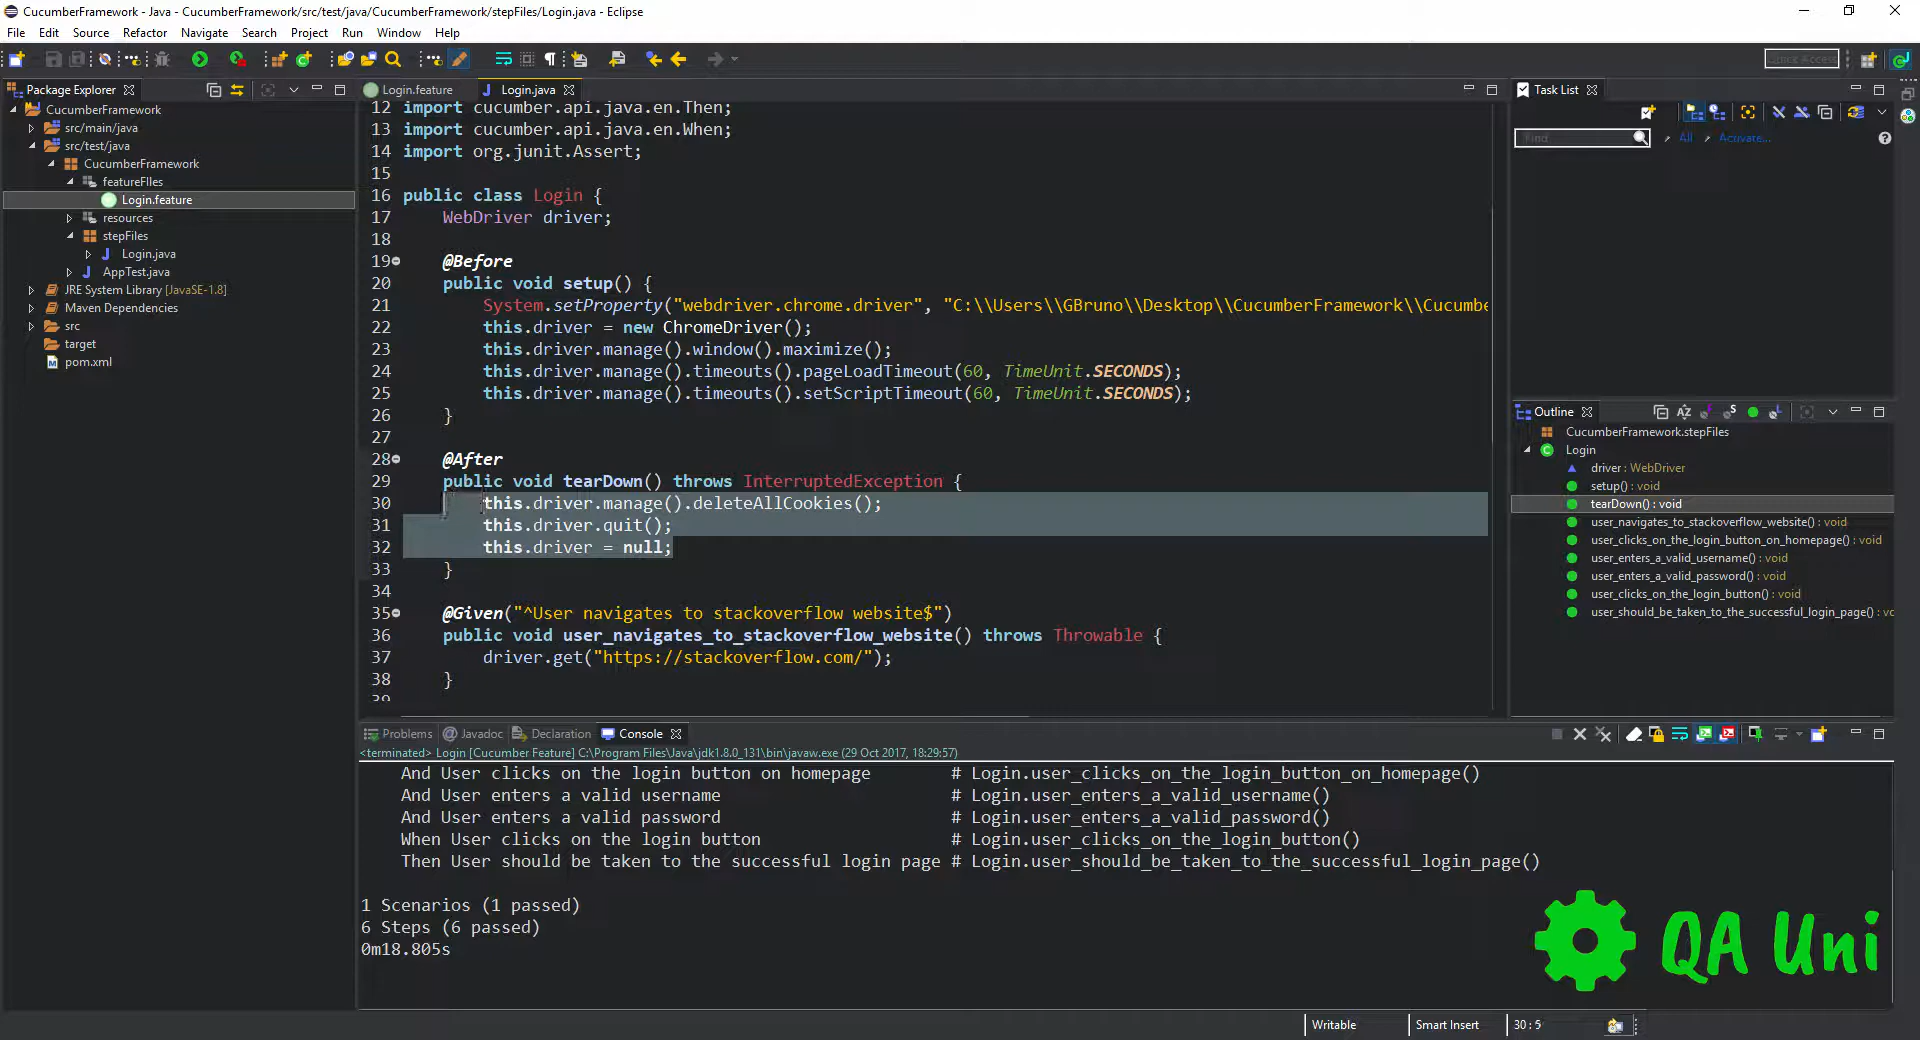 CucumberFramework - Java - CucumberFramework/src/test/java/CucumberFramework/stepFiles/Login.java - Eclipse
File Edit Source Refactor Navigate Search Project Run Window Help
Package Explorer
CucumberFramework
src/main/java
src/test/java
CucumberFramework
featureFIles
Login.feature
resources
stepFiles
Login.java
AppTest.java
JRE System Library [JavaSE-1.8]
Maven Dependencies
src
target
pom.xml
Login.feature Login.java
12 import cucumber.api.java.en.Then;
13 import cucumber.api.java.en.When;
14 import org.junit.Assert;
15
16 public class Login {
17 WebDriver driver;
18
19 @Before
20 public void setup() {
21 System.setProperty("webdriver.chrome.driver", "C:\\Users\\GBruno\\Desktop\\CucumberFramework\\Cucumbe
22 this.driver = new ChromeDriver();
23 this.driver.manage().window().maximize();
24 this.driver.manage().timeouts().pageLoadTimeout(60, TimeUnit.SECONDS);
25 this.driver.manage().timeouts().setScriptTimeout(60, TimeUnit.SECONDS);
26 }
27
28 @After
29 public void tearDown() throws InterruptedException {
30 this.driver.manage().deleteAllCookies();
31 this.driver.quit();
32 this.driver = null;
33 }
34
35 @Given("^User navigates to stackoverflow website$")
36 public void user_navigates_to_stackoverflow_website() throws Throwable {
37 driver.get("https://stackoverflow.com/");
38 }
39
Task List
Find All Activate...
Outline
CucumberFramework.stepFiles
Login
driver : WebDriver
setup() : void
tearDown() : void
user_navigates_to_stackoverflow_website() : void
user_clicks_on_the_login_button_on_homepage() : void
user_enters_a_valid_username() : void
user_enters_a_valid_password() : void
user_clicks_on_the_login_button() : void
user_should_be_taken_to_the_successful_login_page() : vo
Problems Javadoc Declaration Console
<terminated> Login [Cucumber Feature] C:\Program Files\Java\jdk1.8.0_131\bin\javaw.exe (29 Oct 2017, 18:29:57)
And User clicks on the login button on homepage # Login.user_clicks_on_the_login_button_on_homepage()
And User enters a valid username # Login.user_enters_a_valid_username()
And User enters a valid password # Login.user_enters_a_valid_password()
When User clicks on the login button # Login.user_clicks_on_the_login_button()
Then User should be taken to the successful login page # Login.user_should_be_taken_to_the_successful_login_page()
1 Scenarios (1 passed)
6 Steps (6 passed)
0m18.805s
QA Uni
Writable Smart Insert 30 : 5